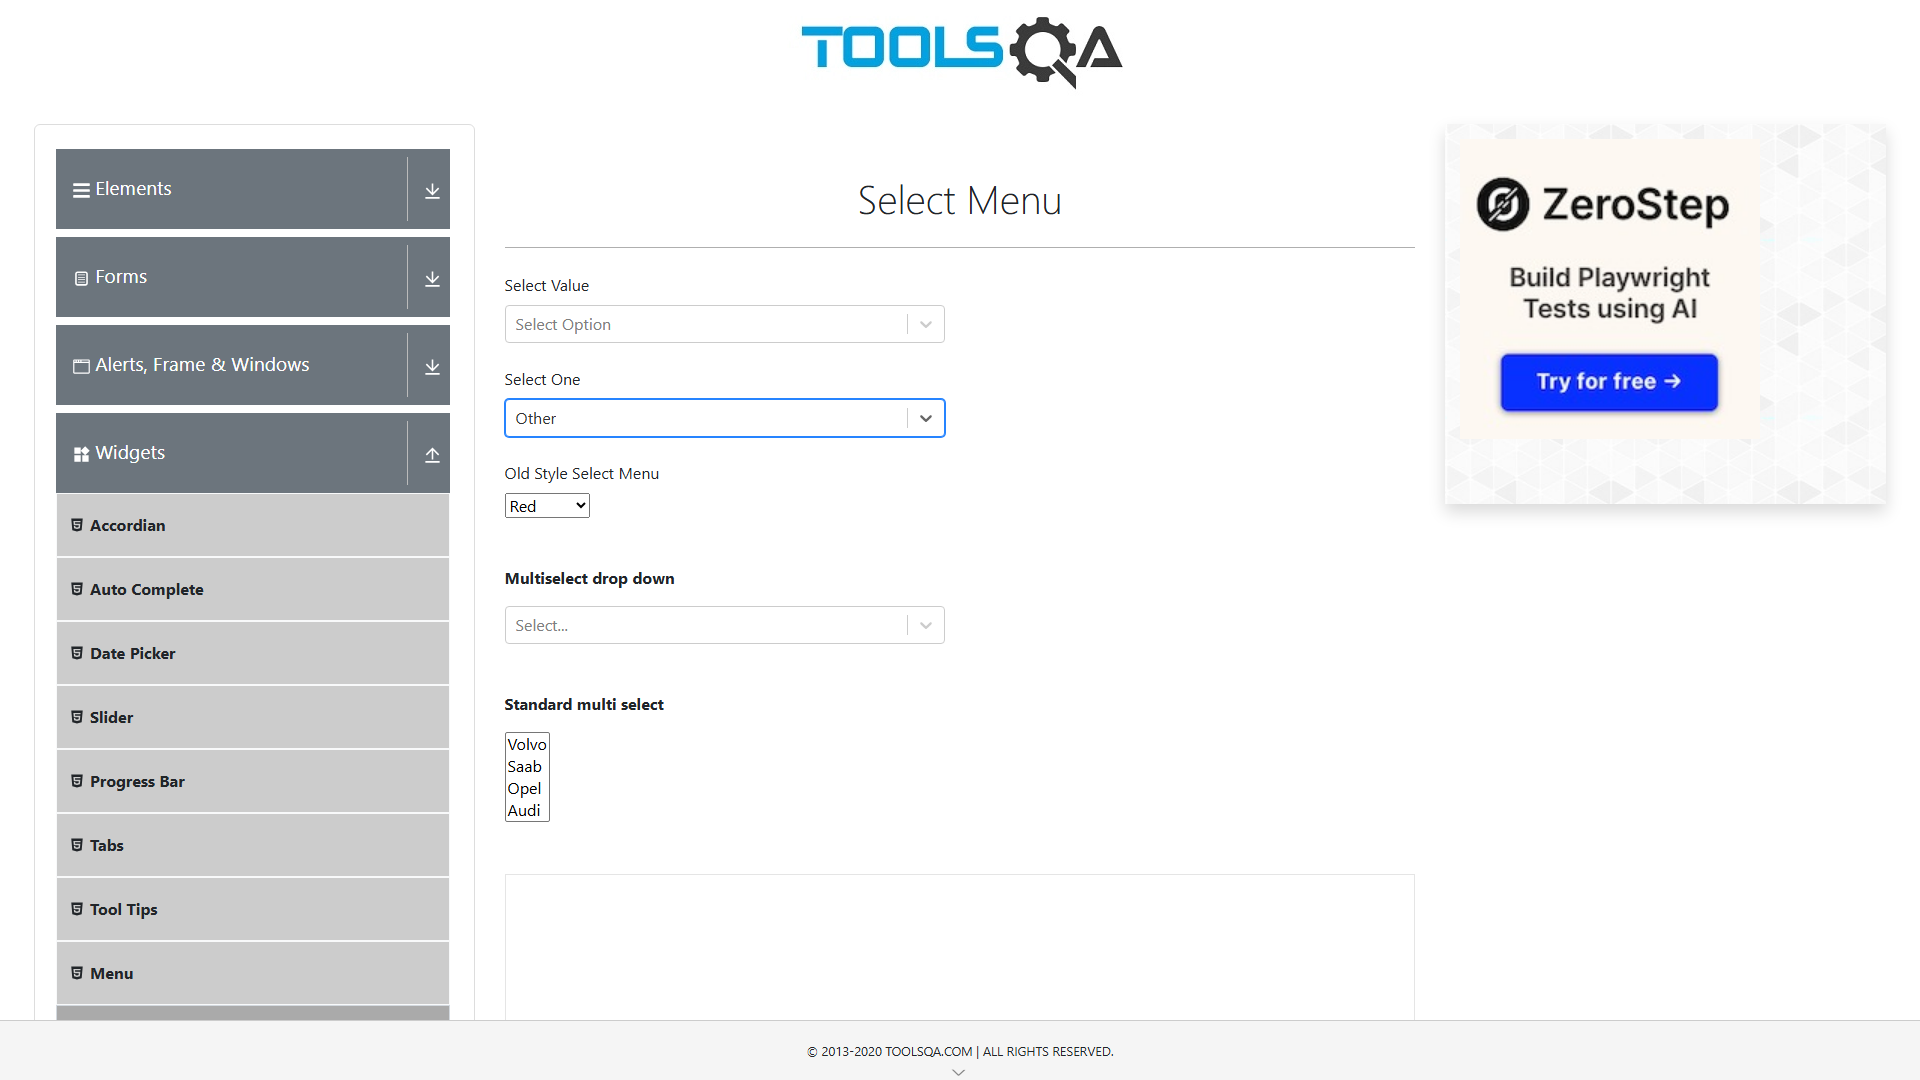 TOOLSQA
Elements
Forms
Alerts, Frame & Windows
Widgets
Accordian
Auto Complete
Date Picker
Slider
Progress Bar
Tabs
Tool Tips
Menu
Select Menu
Select Value
Select Option
Select One
Other
Old Style Select Menu
Red
Multiselect drop down
Select...
Standard multi select
Volvo
Saab
Opel
Audi
ZeroStep
Build Playwright
Tests using AI
Try for free →
© 2013-2020 TOOLSQA.COM | ALL RIGHTS RESERVED.